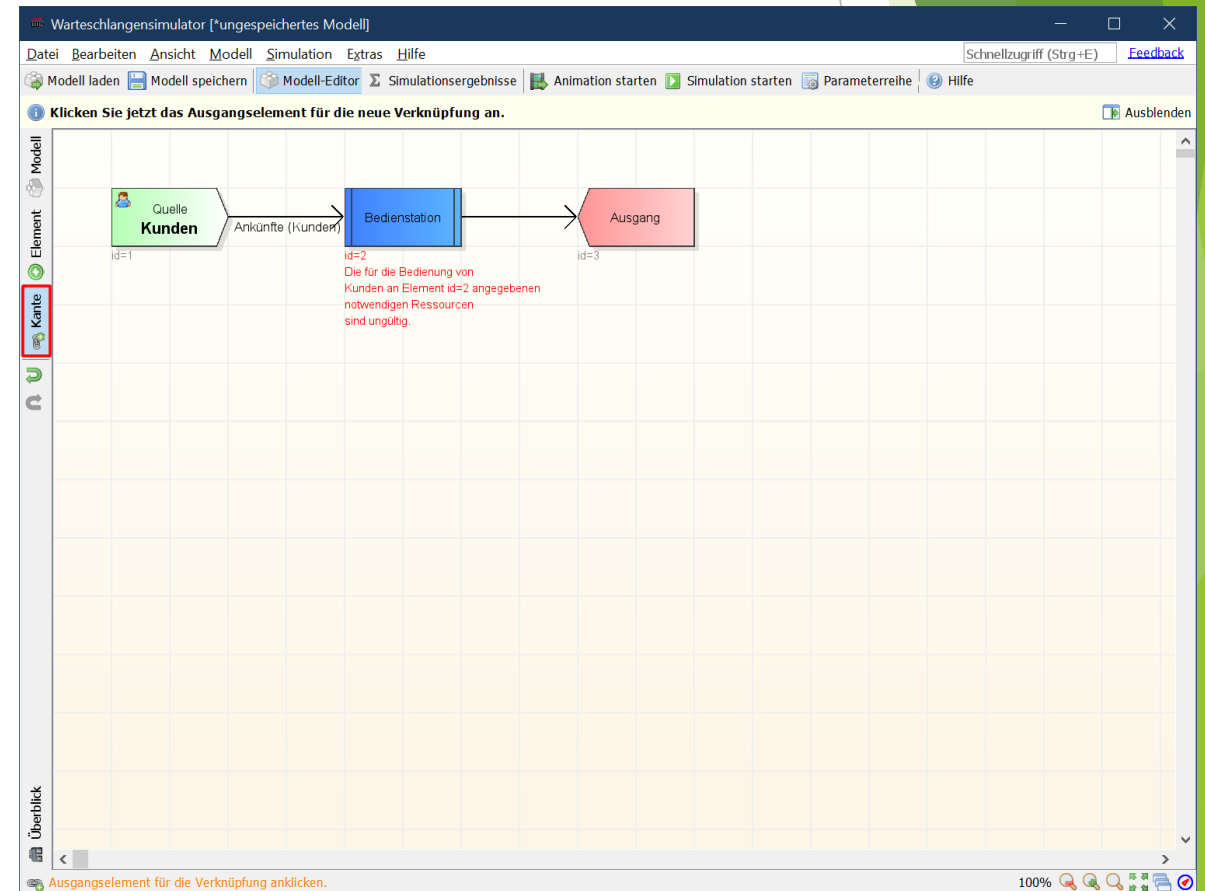 Warteschlangensimulator [*ungespeichertes Modell]
Datei Bearbeiten Ansicht Modell Simulation Extras Hilfe
Schnellzugriff (Strg+E) Feedback
Modell laden Modell speichern Modell-Editor Σ Simulationsergebnisse Animation starten Simulation starten Parameterreihe Hilfe
Klicken Sie jetzt das Ausgangselement für die neue Verknüpfung an. Ausblenden
Modell
Element
Kante
Überblick
Quelle
Kunden
id=1
Ankünfte (Kunden)
Bedienstation
id=2
Die für die Bedienung von
Kunden an Element id=2 angegebenen
notwendigen Ressourcen
sind ungültig.
Ausgang
id=3
Ausgangselement für die Verknüpfung anklicken. 100%